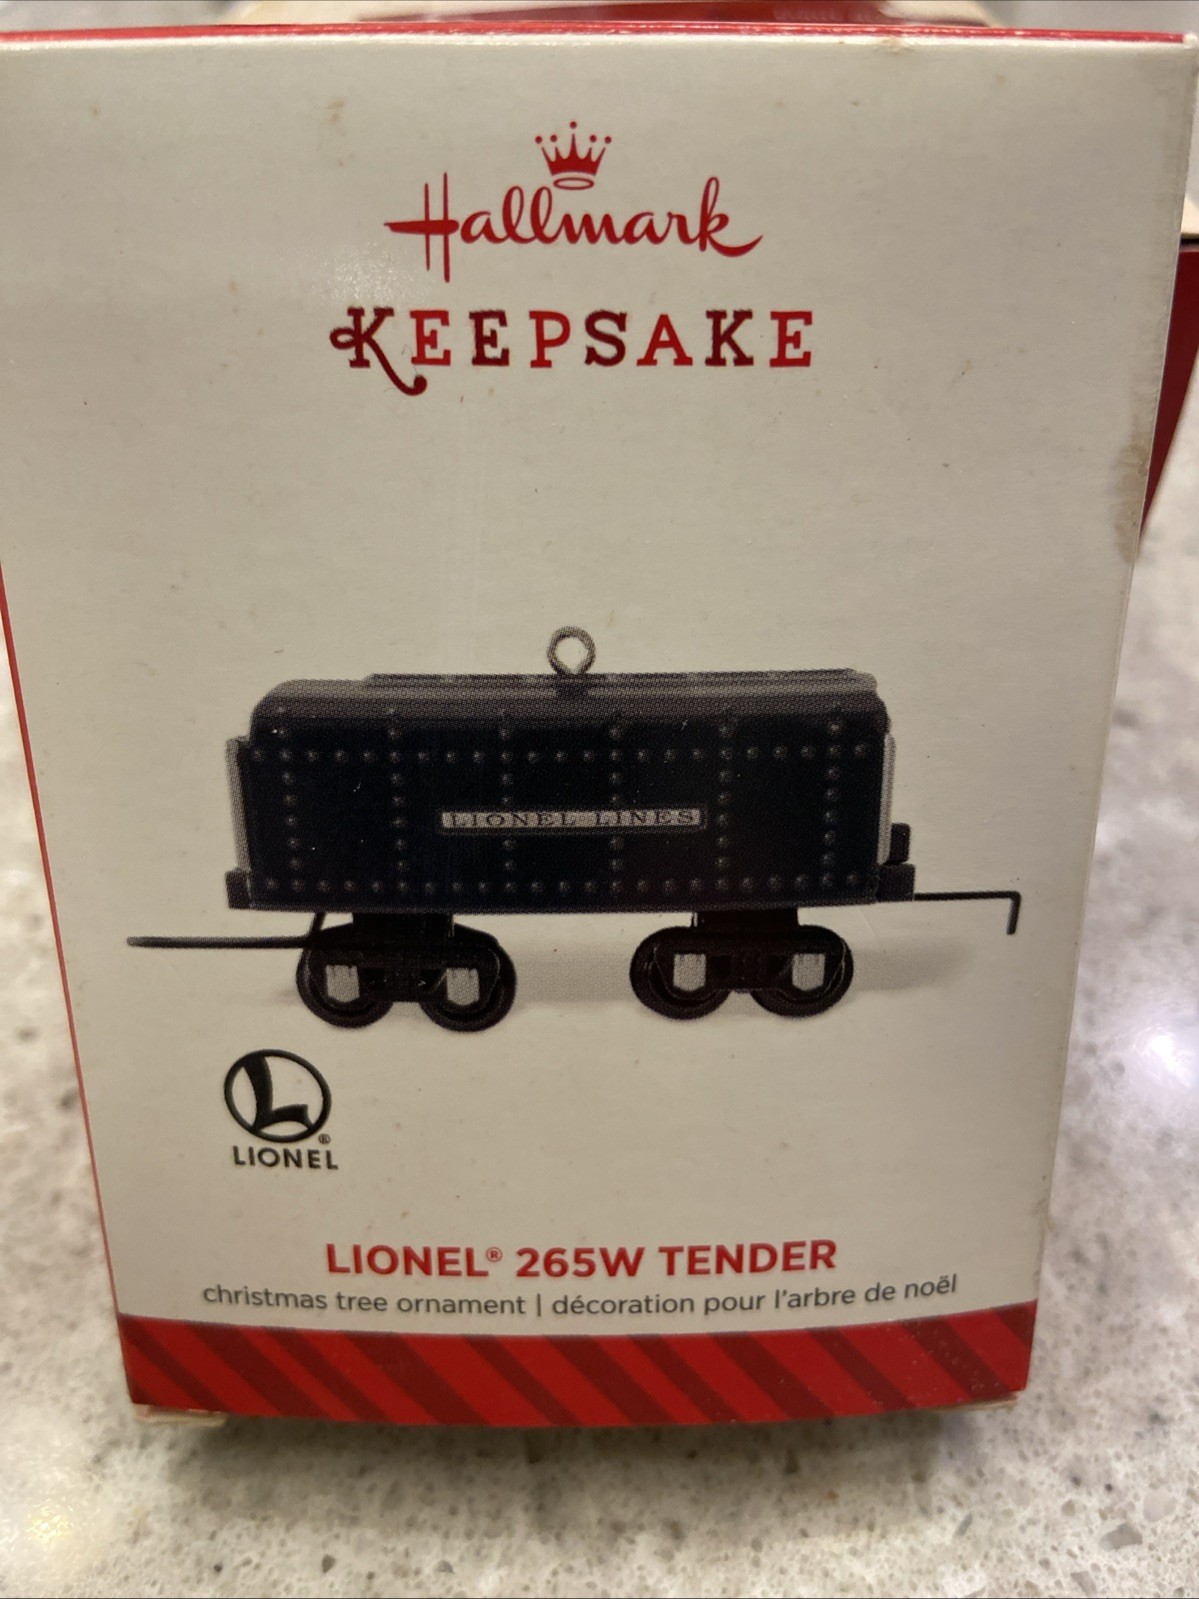 Hallmark
KEEPSAKE
LIONEL LINES
L
®
LIONEL
LIONEL® 265W TENDER
christmas tree ornament | décoration pour l'arbre de noël